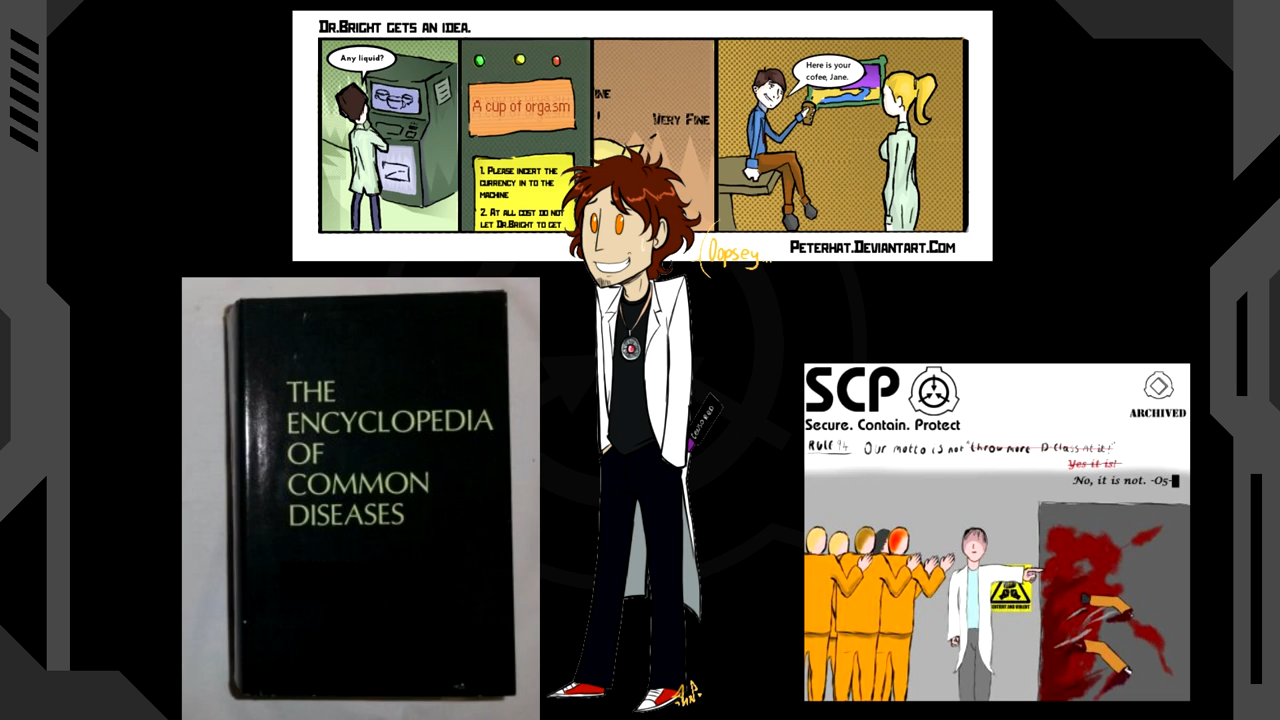 DR.BRIGHT GETS AN IDEA.
Any liquid?
A cup of orgasm
1. PLEASE INCERT THE
CURRENCY IN TO THE
MACHINE
2. AT ALL COST DO NOT
LET DR.BRIGHT TO GET
VERY FINE
Here is your
cofee, Jane.
Oopsey..
PETERHAT.DEVIANTART.COM
THE
ENCYCLOPEDIA
OF
COMMON
DISEASES
SCP
Secure. Contain. Protect
ARCHIVED
RULE 94 Our motto is not "throw more D-Class at it!"
Yes it is!
No, it is not. -O5-█